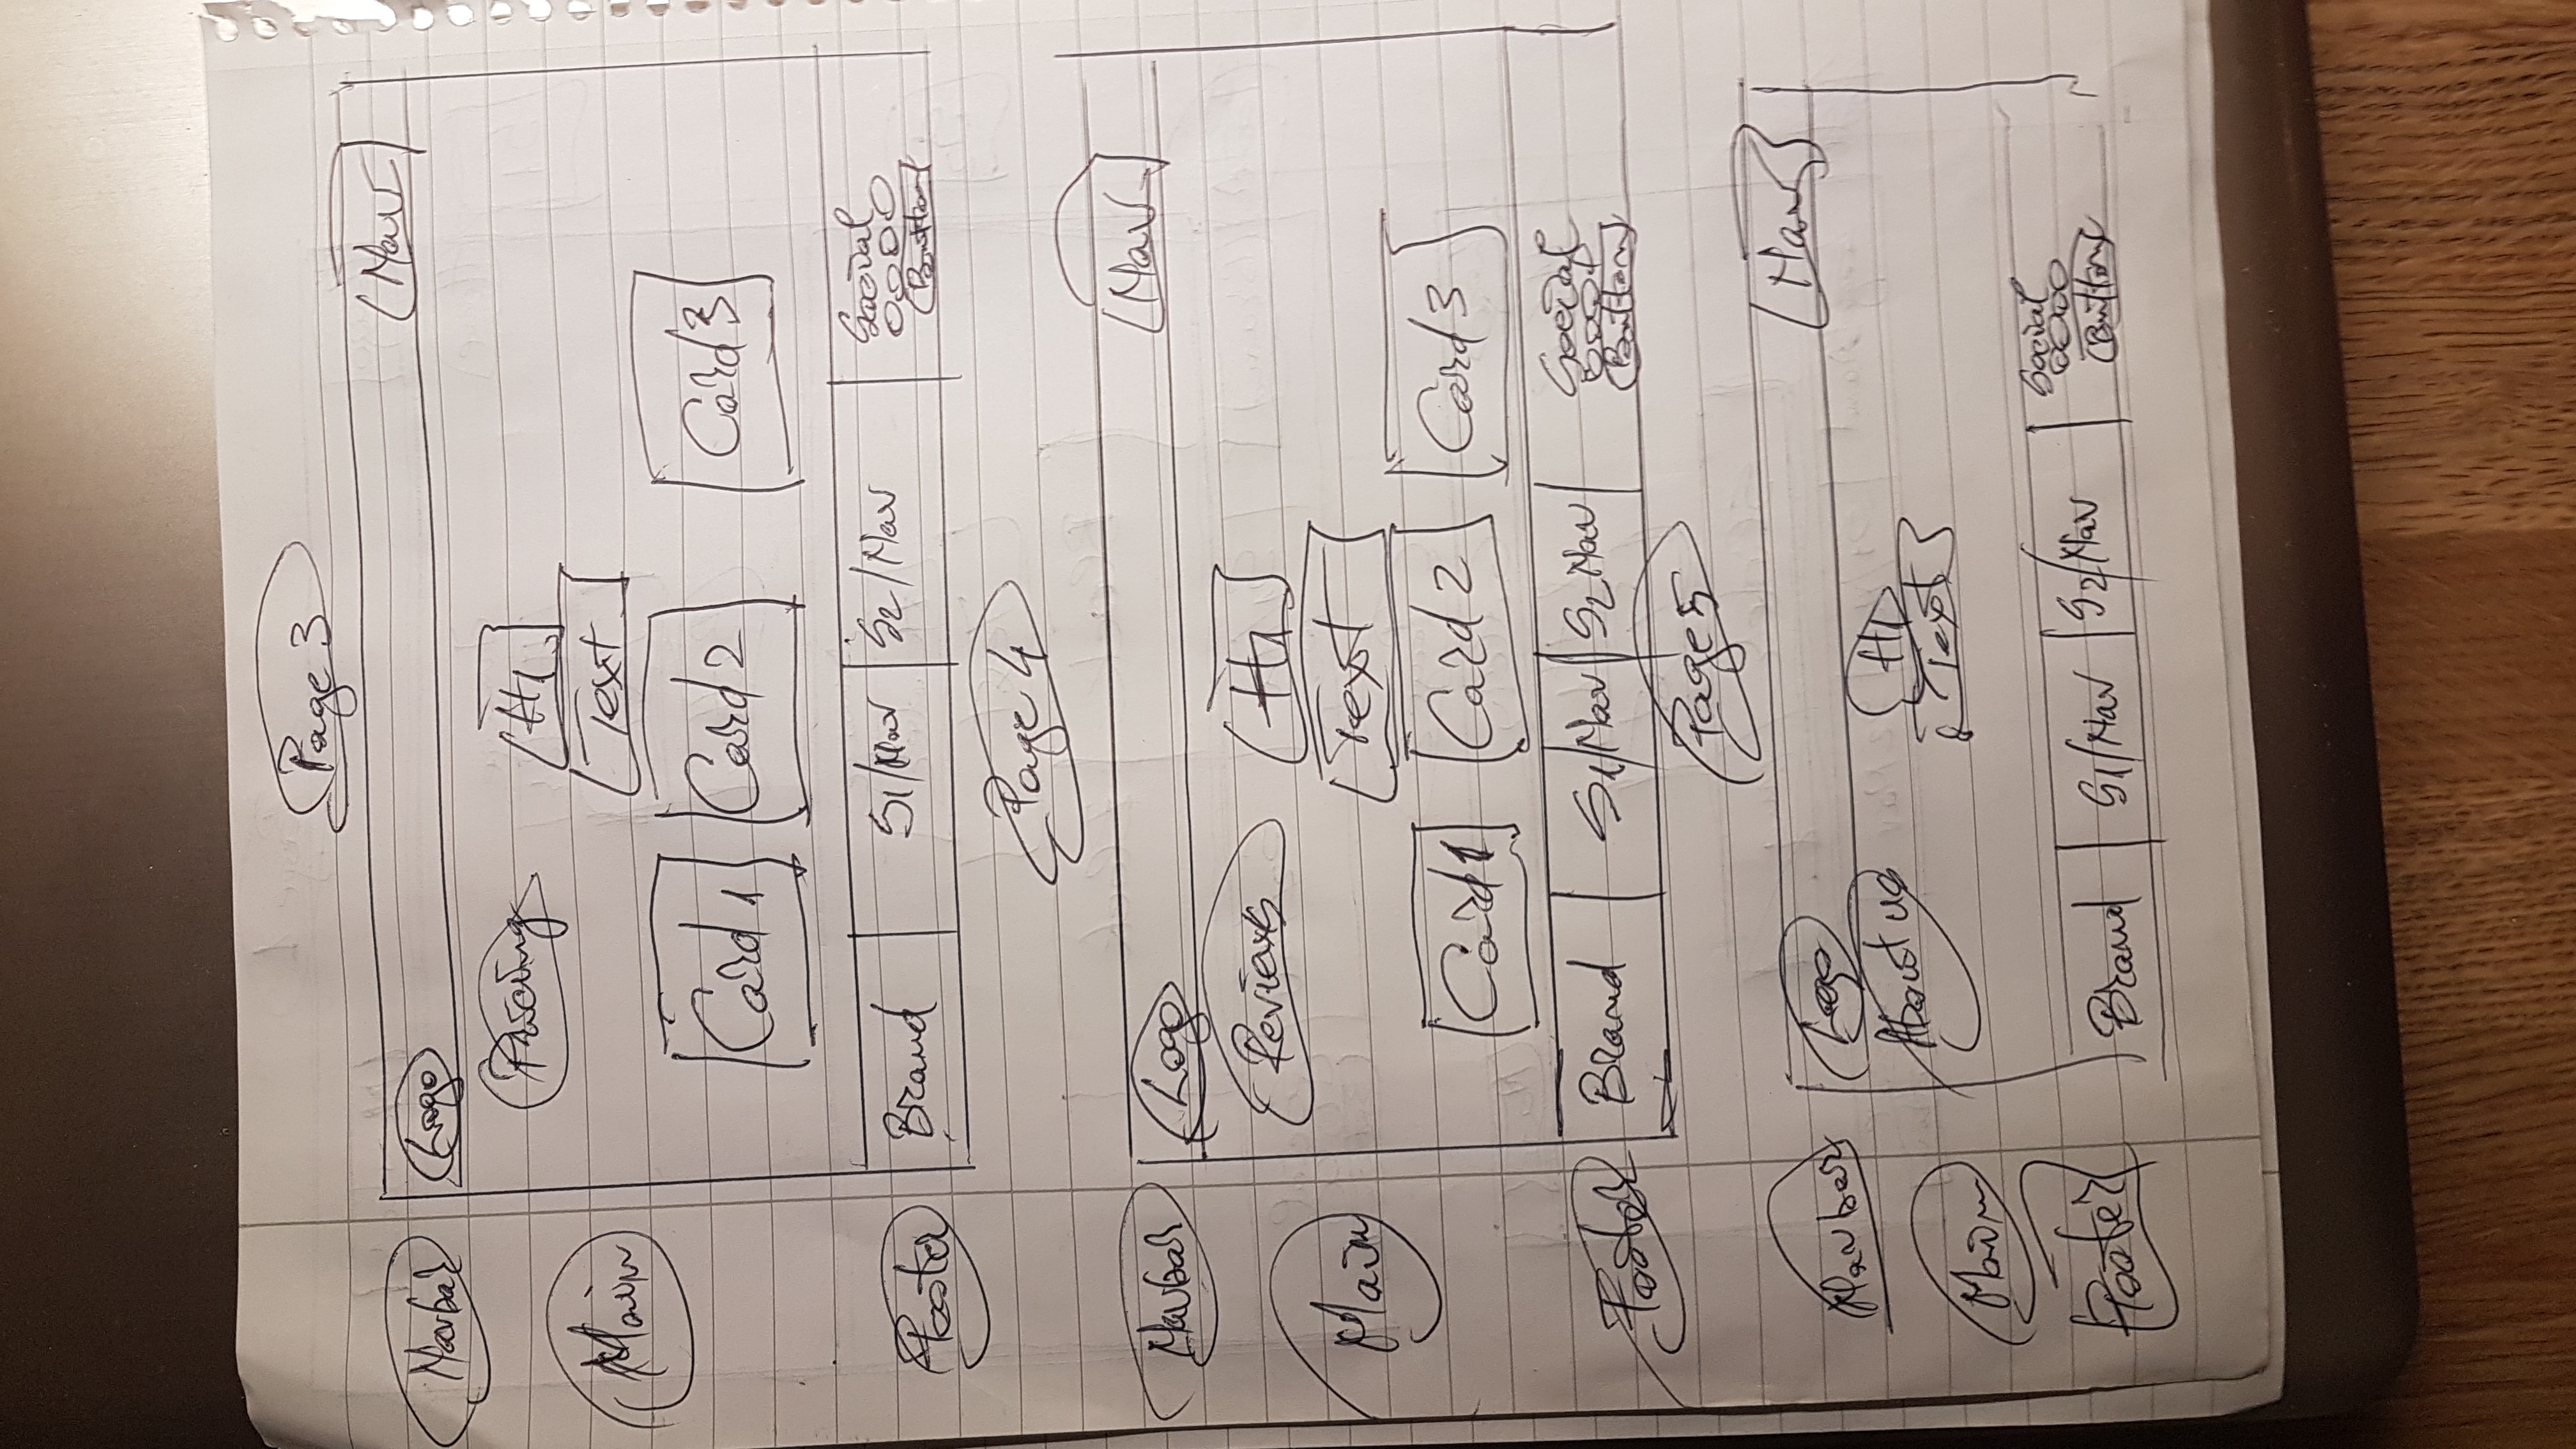 Page 3
Navbar
Logo
Nav
Pricing
H1
Main
Text
Card 1
Card 2
Card 3
Footer
Brand
S1/Nav
S2/Nav
Social
Button
Page 4
Navbar
Logo
Nav
Reviews
H1
Main
Text
Card 1
Card 2
Card 3
Footer
Brand
S1/Nav
S2 Nav
Social
Button
Page 5
Navbar
Logo
Nav
About us
H1
Main
Text
Footer
Brand
S1/Nav
S2/Nav
Social
Button